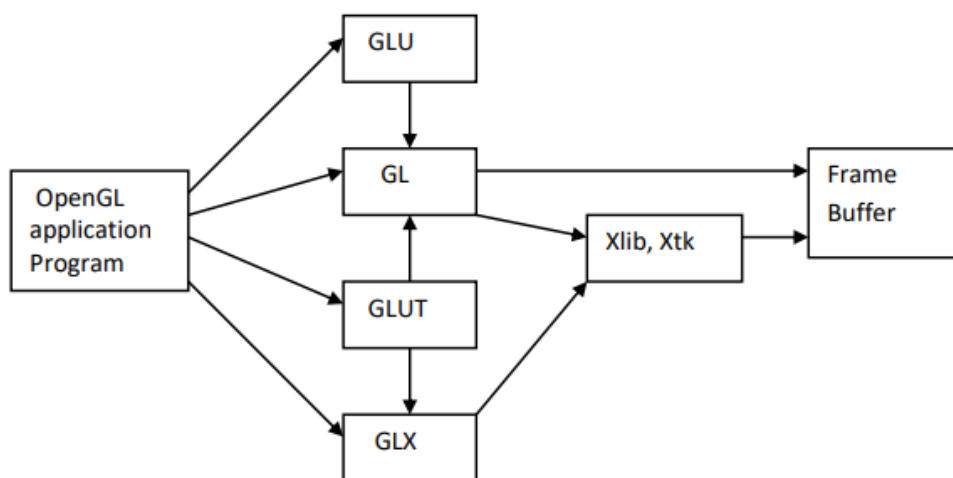 GLU
GL
OpenGL
application
Program
Frame
Buffer
Xlib, Xtk
GLUT
GLX